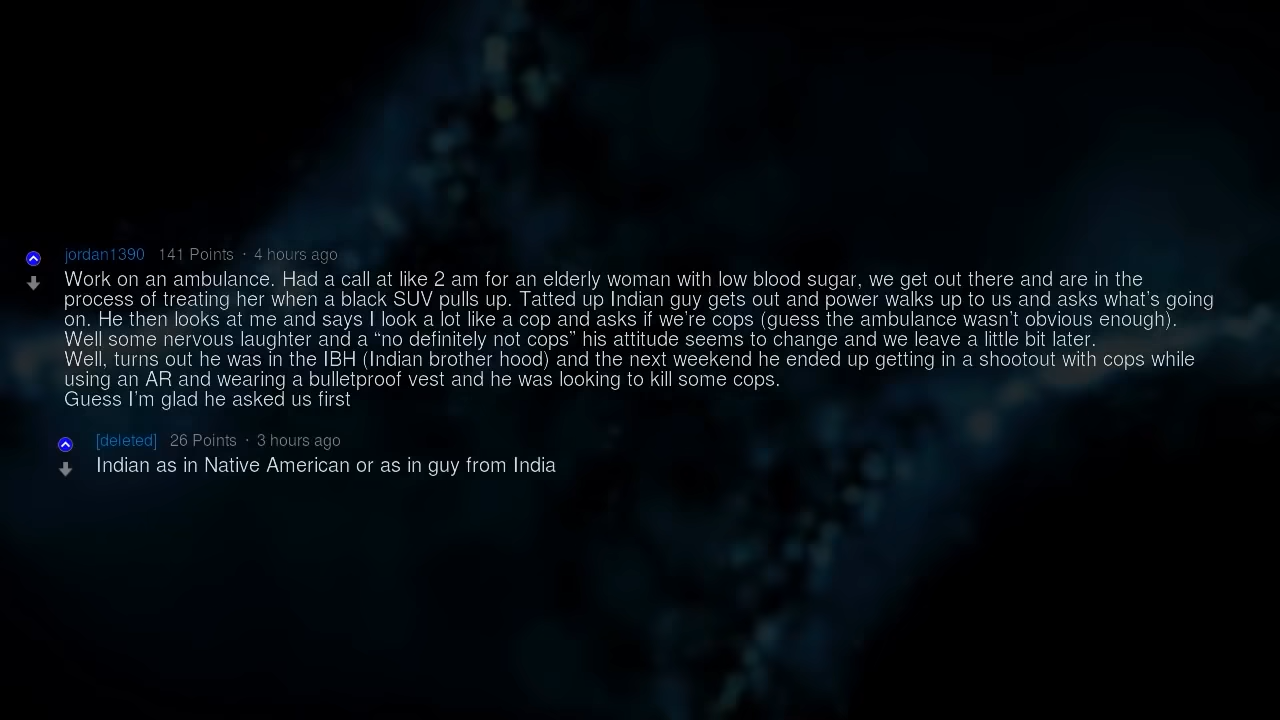 jordan1390 141 Points · 4 hours ago
Work on an ambulance. Had a call at like 2 am for an elderly woman with low blood sugar, we get out there and are in the
process of treating her when a black SUV pulls up. Tatted up Indian guy gets out and power walks up to us and asks what's going
on. He then looks at me and says I look a lot like a cop and asks if we're cops (guess the ambulance wasn't obvious enough).
Well some nervous laughter and a “no definitely not cops” his attitude seems to change and we leave a little bit later.
Well, turns out he was in the IBH (Indian brother hood) and the next weekend he ended up getting in a shootout with cops while
using an AR and wearing a bulletproof vest and he was looking to kill some cops.
Guess I'm glad he asked us first
[deleted] 26 Points · 3 hours ago
Indian as in Native American or as in guy from India